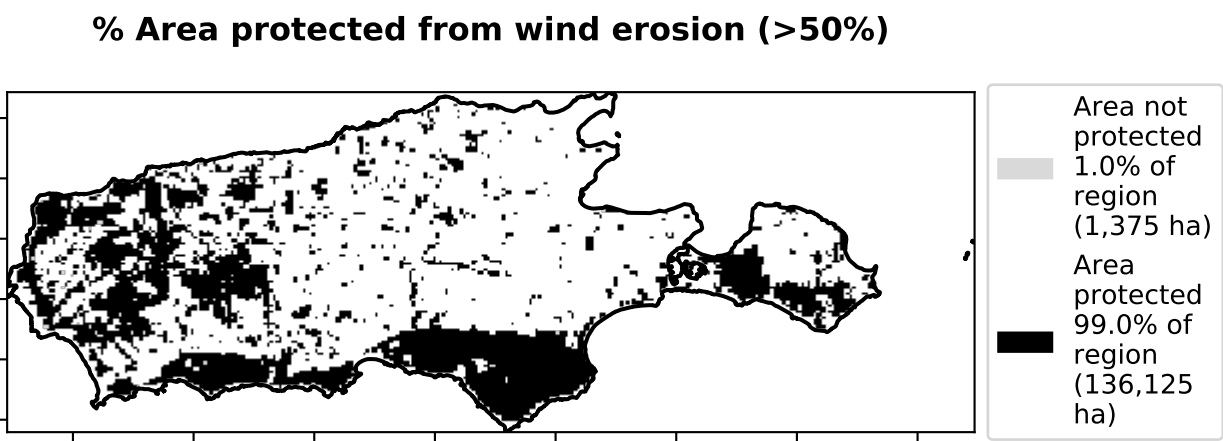 % Area protected from wind erosion (>50%)
Area not
protected
1.0% of
region
(1,375 ha)
Area
protected
99.0% of
region
(136,125
ha)